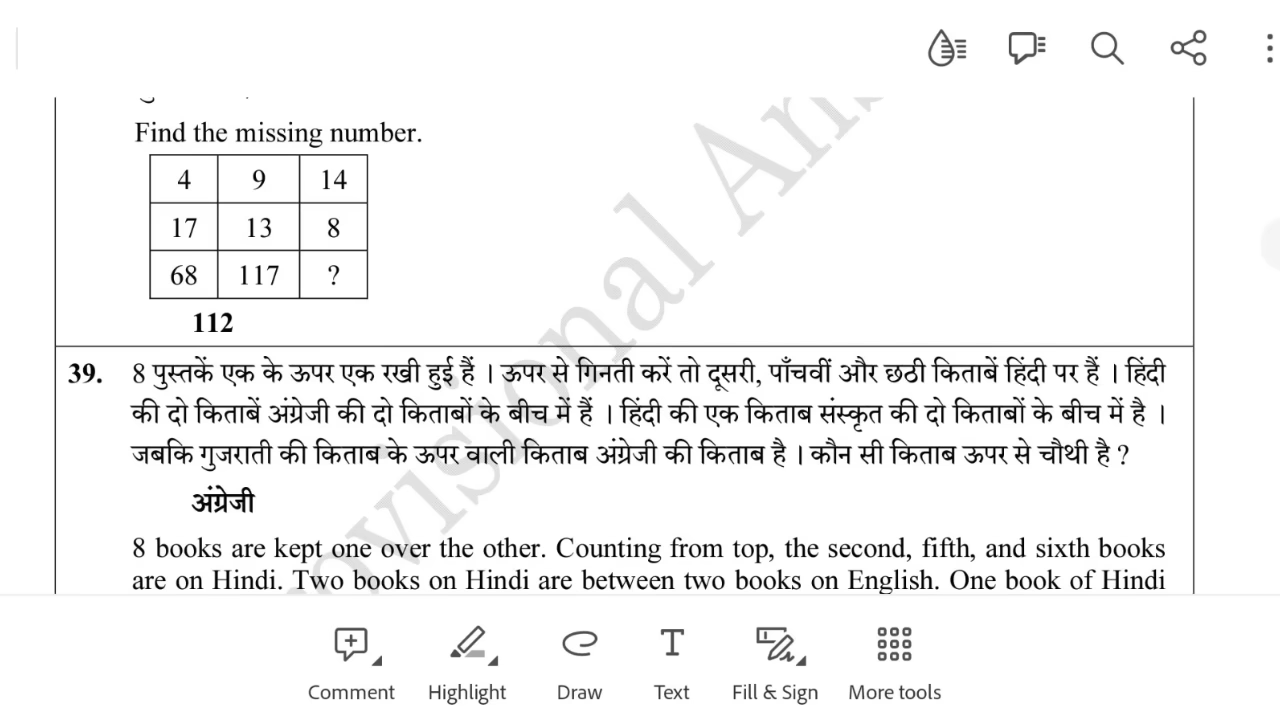 Find the missing number.
4 9 14
17 13 8
68 117 ?
112
39. 8 पुस्तकें एक के ऊपर एक रखी हुई हैं । ऊपर से गिनती करें तो दूसरी, पाँचवीं और छठी किताबें हिंदी पर हैं । हिंदी
की दो किताबें अंग्रेजी की दो किताबों के बीच में हैं । हिंदी की एक किताब संस्कृत की दो किताबों के बीच में है ।
जबकि गुजराती की किताब के ऊपर वाली किताब अंग्रेजी की किताब है । कौन सी किताब ऊपर से चौथी है ?
अंग्रेजी
8 books are kept one over the other. Counting from top, the second, fifth, and sixth books
are on Hindi. Two books on Hindi are between two books on English. One book of Hindi
Comment Highlight Draw Text Fill & Sign More tools